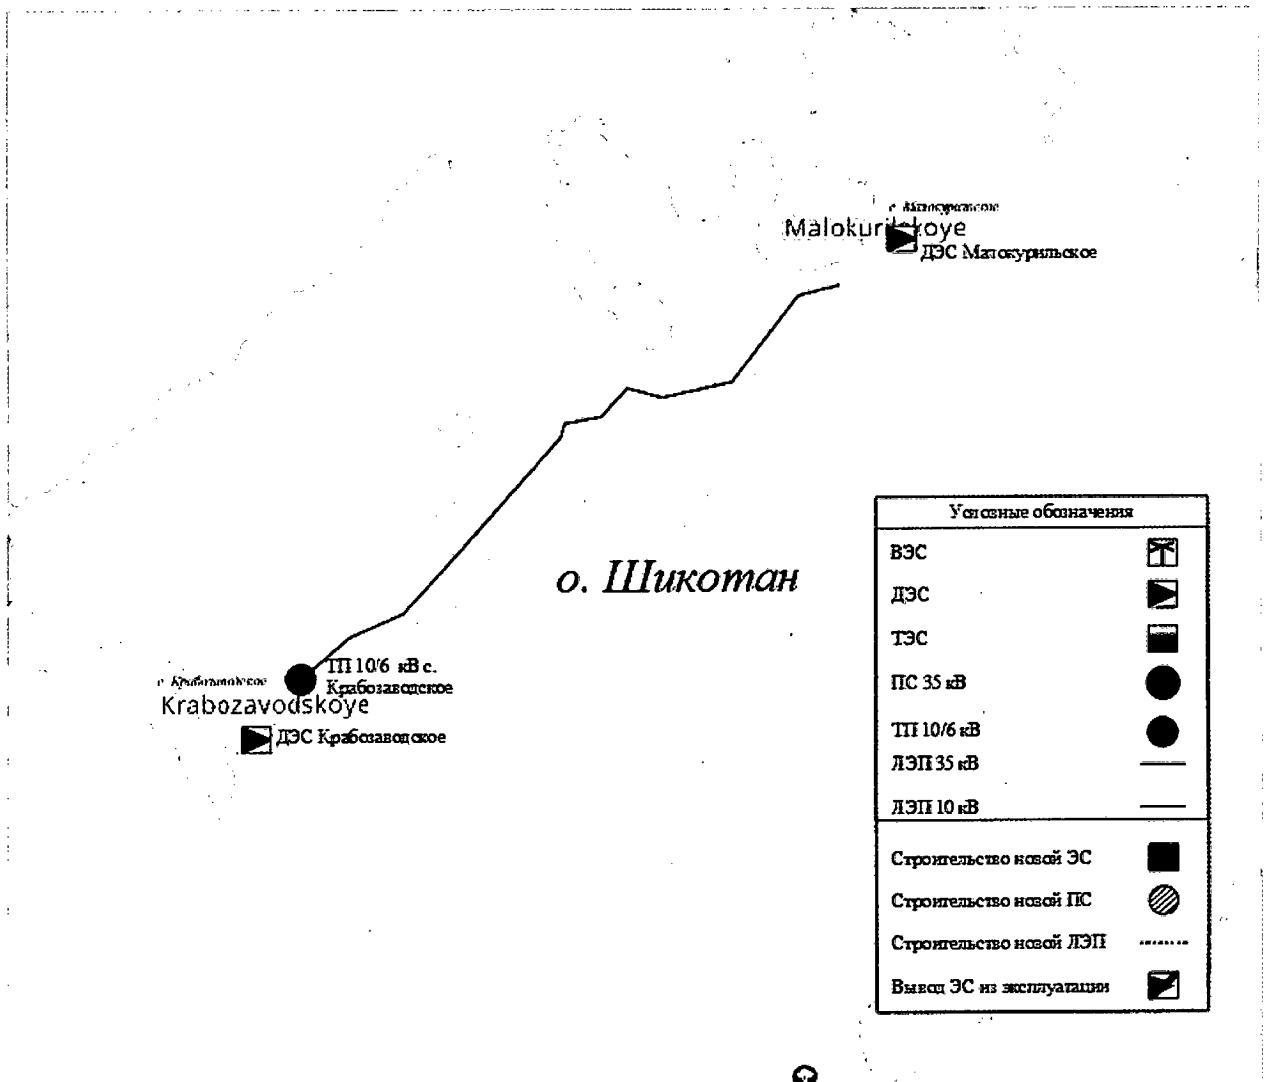 с. Малокурильское
Malokurilskoye
ДЭС Малокурильское
о. Шикотан
ТП 10/6 кВ с.
Крабозаводское
с. Крабозаводское
Krabozavodskoye
ДЭС Крабозаводское
Условные обозначения
ВЭС
ДЭС
ТЭС
ПС 35 кВ
ТП 10/6 кВ
ЛЭП 35 кВ
ЛЭП 10 кВ
Строительство новой ЭС
Строительство новой ПС
Строительство новой ЛЭП
Вывод ЭС из эксплуатации